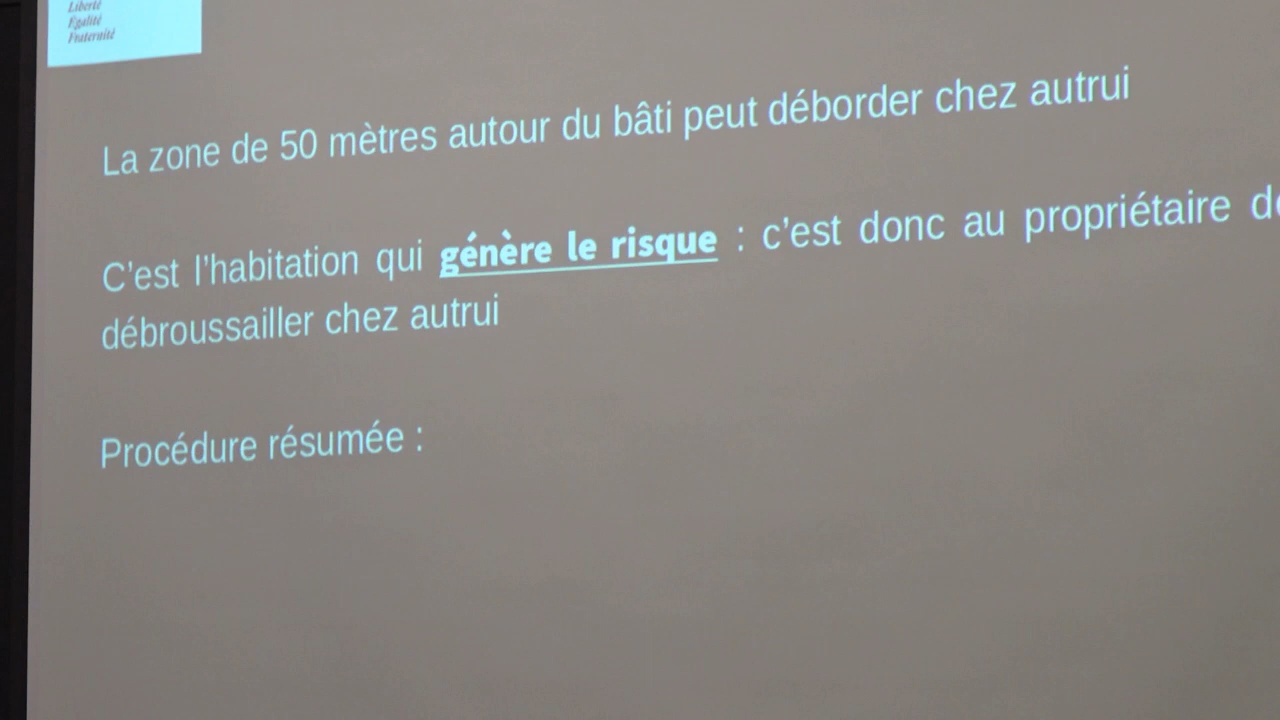 Liberté
Égalité
Fraternité
La zone de 50 mètres autour du bâti peut déborder chez autrui
C'est l'habitation qui génère le risque : c'est donc au propriétaire
débroussailler chez autrui
Procédure résumée :